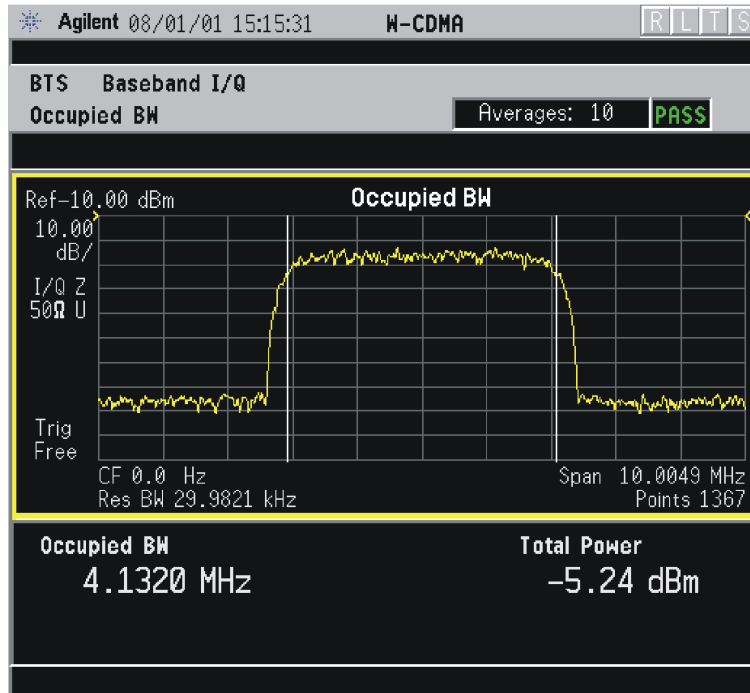 Agilent 08/01/01 15:15:31 W-CDMA R L T S
BTS Baseband I/Q
Occupied BW Averages: 10 PASS
Ref-10.00 dBm Occupied BW
10.00
dB/
I/Q Z
50Ω U
Trig
Free
CF 0.0 Hz Span 10.0049 MHz
Res BW 29.9821 kHz Points 1367
Occupied BW Total Power
4.1320 MHz -5.24 dBm